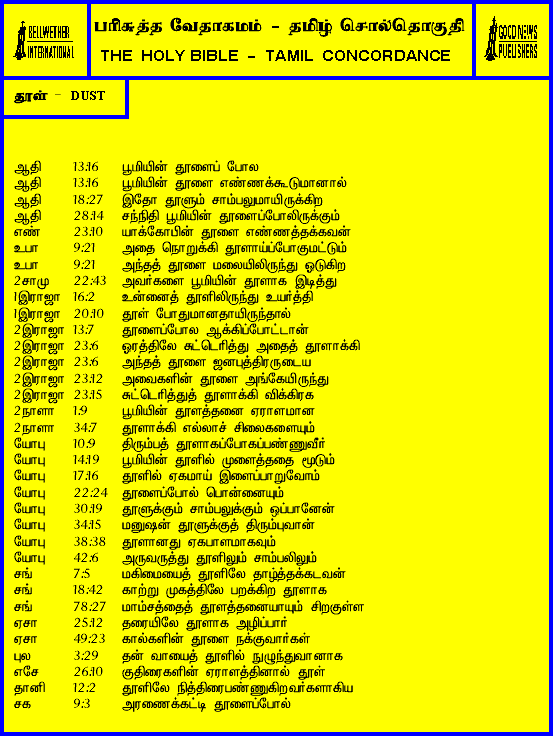 BELLWETHER
INTERNATIONAL
பரிசுத்த வேதாகமம் - தமிழ் சொல்தொகுதி
THE HOLY BIBLE - TAMIL CONCORDANCE
GOOD NEWS
PUBLISHERS
தூள் - DUST
ஆதி 13:16 பூமியின் தூளைப் போல
ஆதி 13:16 பூமியின் தூளை எண்ணக்கூடுமானால்
ஆதி 18:27 இதோ தூளும் சாம்பலுமாயிருக்கிற
ஆதி 28:14 சந்நிதி பூமியின் தூளைப்போலிருக்கும்
எண் 23:10 யாக்கோபின் தூளை எண்ணத்தக்கவன்
உபா 9:21 அதை நொறுக்கி தூளாய்ப்போகுமட்டும்
உபா 9:21 அந்தத் தூளை மலையிலிருந்து ஓடுகிற
2சாமு 22:43 அவர்களை பூமியின் தூளாக இடித்து
1இராஜா 16:2 உன்னைத் தூளிலிருந்து உயர்த்தி
1இராஜா 20:10 தூள் போதுமானதாயிருந்தால்
2இராஜா 13:7 தூளைப்போல ஆக்கிப்போட்டான்
2இராஜா 23:6 ஓரத்திலே சுட்டெரித்து அதைத் தூளாக்கி
2இராஜா 23:6 அந்தத் தூளை ஜனபுத்திரருடைய
2இராஜா 23:12 அவைகளின் தூளை அங்கேயிருந்து
2இராஜா 23:15 சுட்டெரித்துத் தூளாக்கி விக்கிரக
2நாளா 1:9 பூமியின் தூளத்தனை ஏராளமான
2நாளா 34:7 தூளாக்கி எல்லாச் சிலைகளையும்
யோபு 10:9 திரும்பத் தூளாகப்போகப்பண்ணுவீர்
யோபு 14:19 பூமியின் தூளில் முளைத்ததை மூடும்
யோபு 17:16 தூளில் ஏகமாய் இளைப்பாறுவோம்
யோபு 22:24 தூளைப்போல் பொன்னையும்
யோபு 30:19 தூளுக்கும் சாம்பலுக்கும் ஒப்பானேன்
யோபு 34:15 மனுஷன் தூளுக்குத் திரும்புவான்
யோபு 38:38 தூளானது ஏகபாளமாகவும்
யோபு 42:6 அருவருத்து தூளிலும் சாம்பலிலும்
சங் 7:5 மகிமையைத் தூளிலே தாழ்த்தக்கடவன்
சங் 18:42 காற்று முகத்திலே பறக்கிற தூளாக
சங் 78:27 மாம்சத்தைத் தூளத்தனையாயும் சிறகுள்ள
ஏசா 25:12 தரையிலே தூளாக அழிப்பார்
ஏசா 49:23 கால்களின் தூளை நக்குவார்கள்
புல 3:29 தன் வாயைத் தூளில் நுழுந்துவானாக
எசே 26:10 குதிரைகளின் ஏராளத்தினால் தூள்
தானி 12:2 தூளிலே நித்திரைபண்ணுகிறவர்களாகிய
சக 9:3 அரணைக்கட்டி தூளைப்போல்